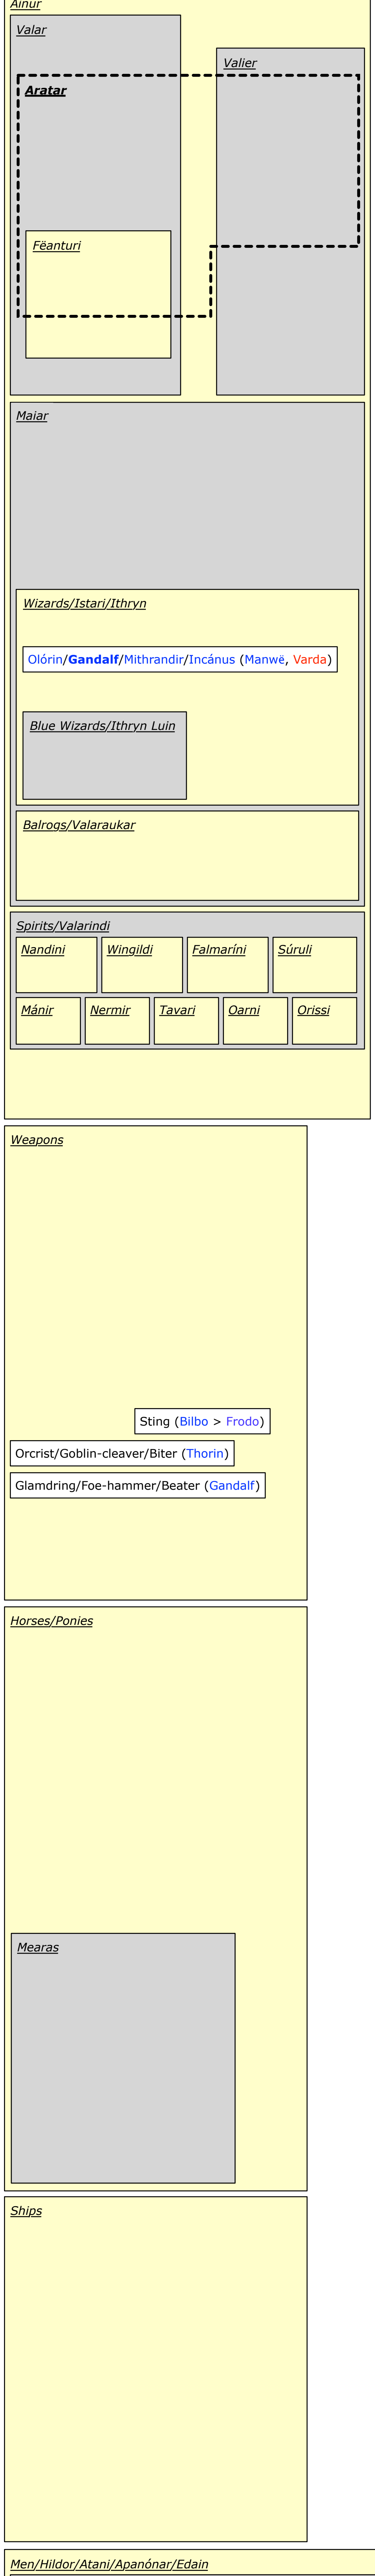 Ainur
Valar
Valier
Aratar
Fëanturi
Maiar
Wizards/Istari/Ithryn
Olórin/Gandalf/Mithrandir/Incánus (Manwë, Varda)
Blue Wizards/Ithryn Luin
Balrogs/Valaraukar
Spirits/Valarindi
Nandini Wingildi Falmaríni Súruli
Mánir Nermir Tavari Oarni Orissi
Weapons
Sting (Bilbo > Frodo)
Orcrist/Goblin-cleaver/Biter (Thorin)
Glamdring/Foe-hammer/Beater (Gandalf)
Horses/Ponies
Mearas
Ships
Men/Hildor/Atani/Apanónar/Edain